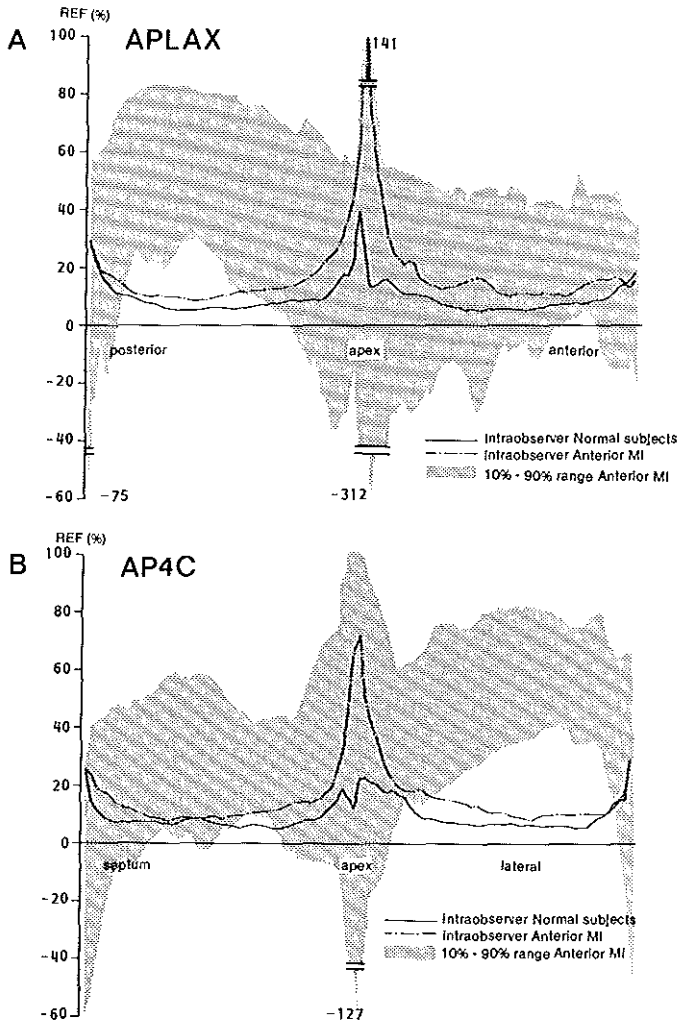 REF (%)
A APLAX
141
100
80
60
40
20
0
-20
-40
-60
posterior
apex
anterior
Intraobserver Normal subjects
Intraobserver Anterior MI
10% - 90% range Anterior MI
-75
-312
REF (%)
B AP4C
100
80
60
40
20
0
-20
-40
-60
septum
apex
lateral
Intraobserver Normal subjects
Intraobserver Anterior MI
10% - 90% range Anterior MI
-127